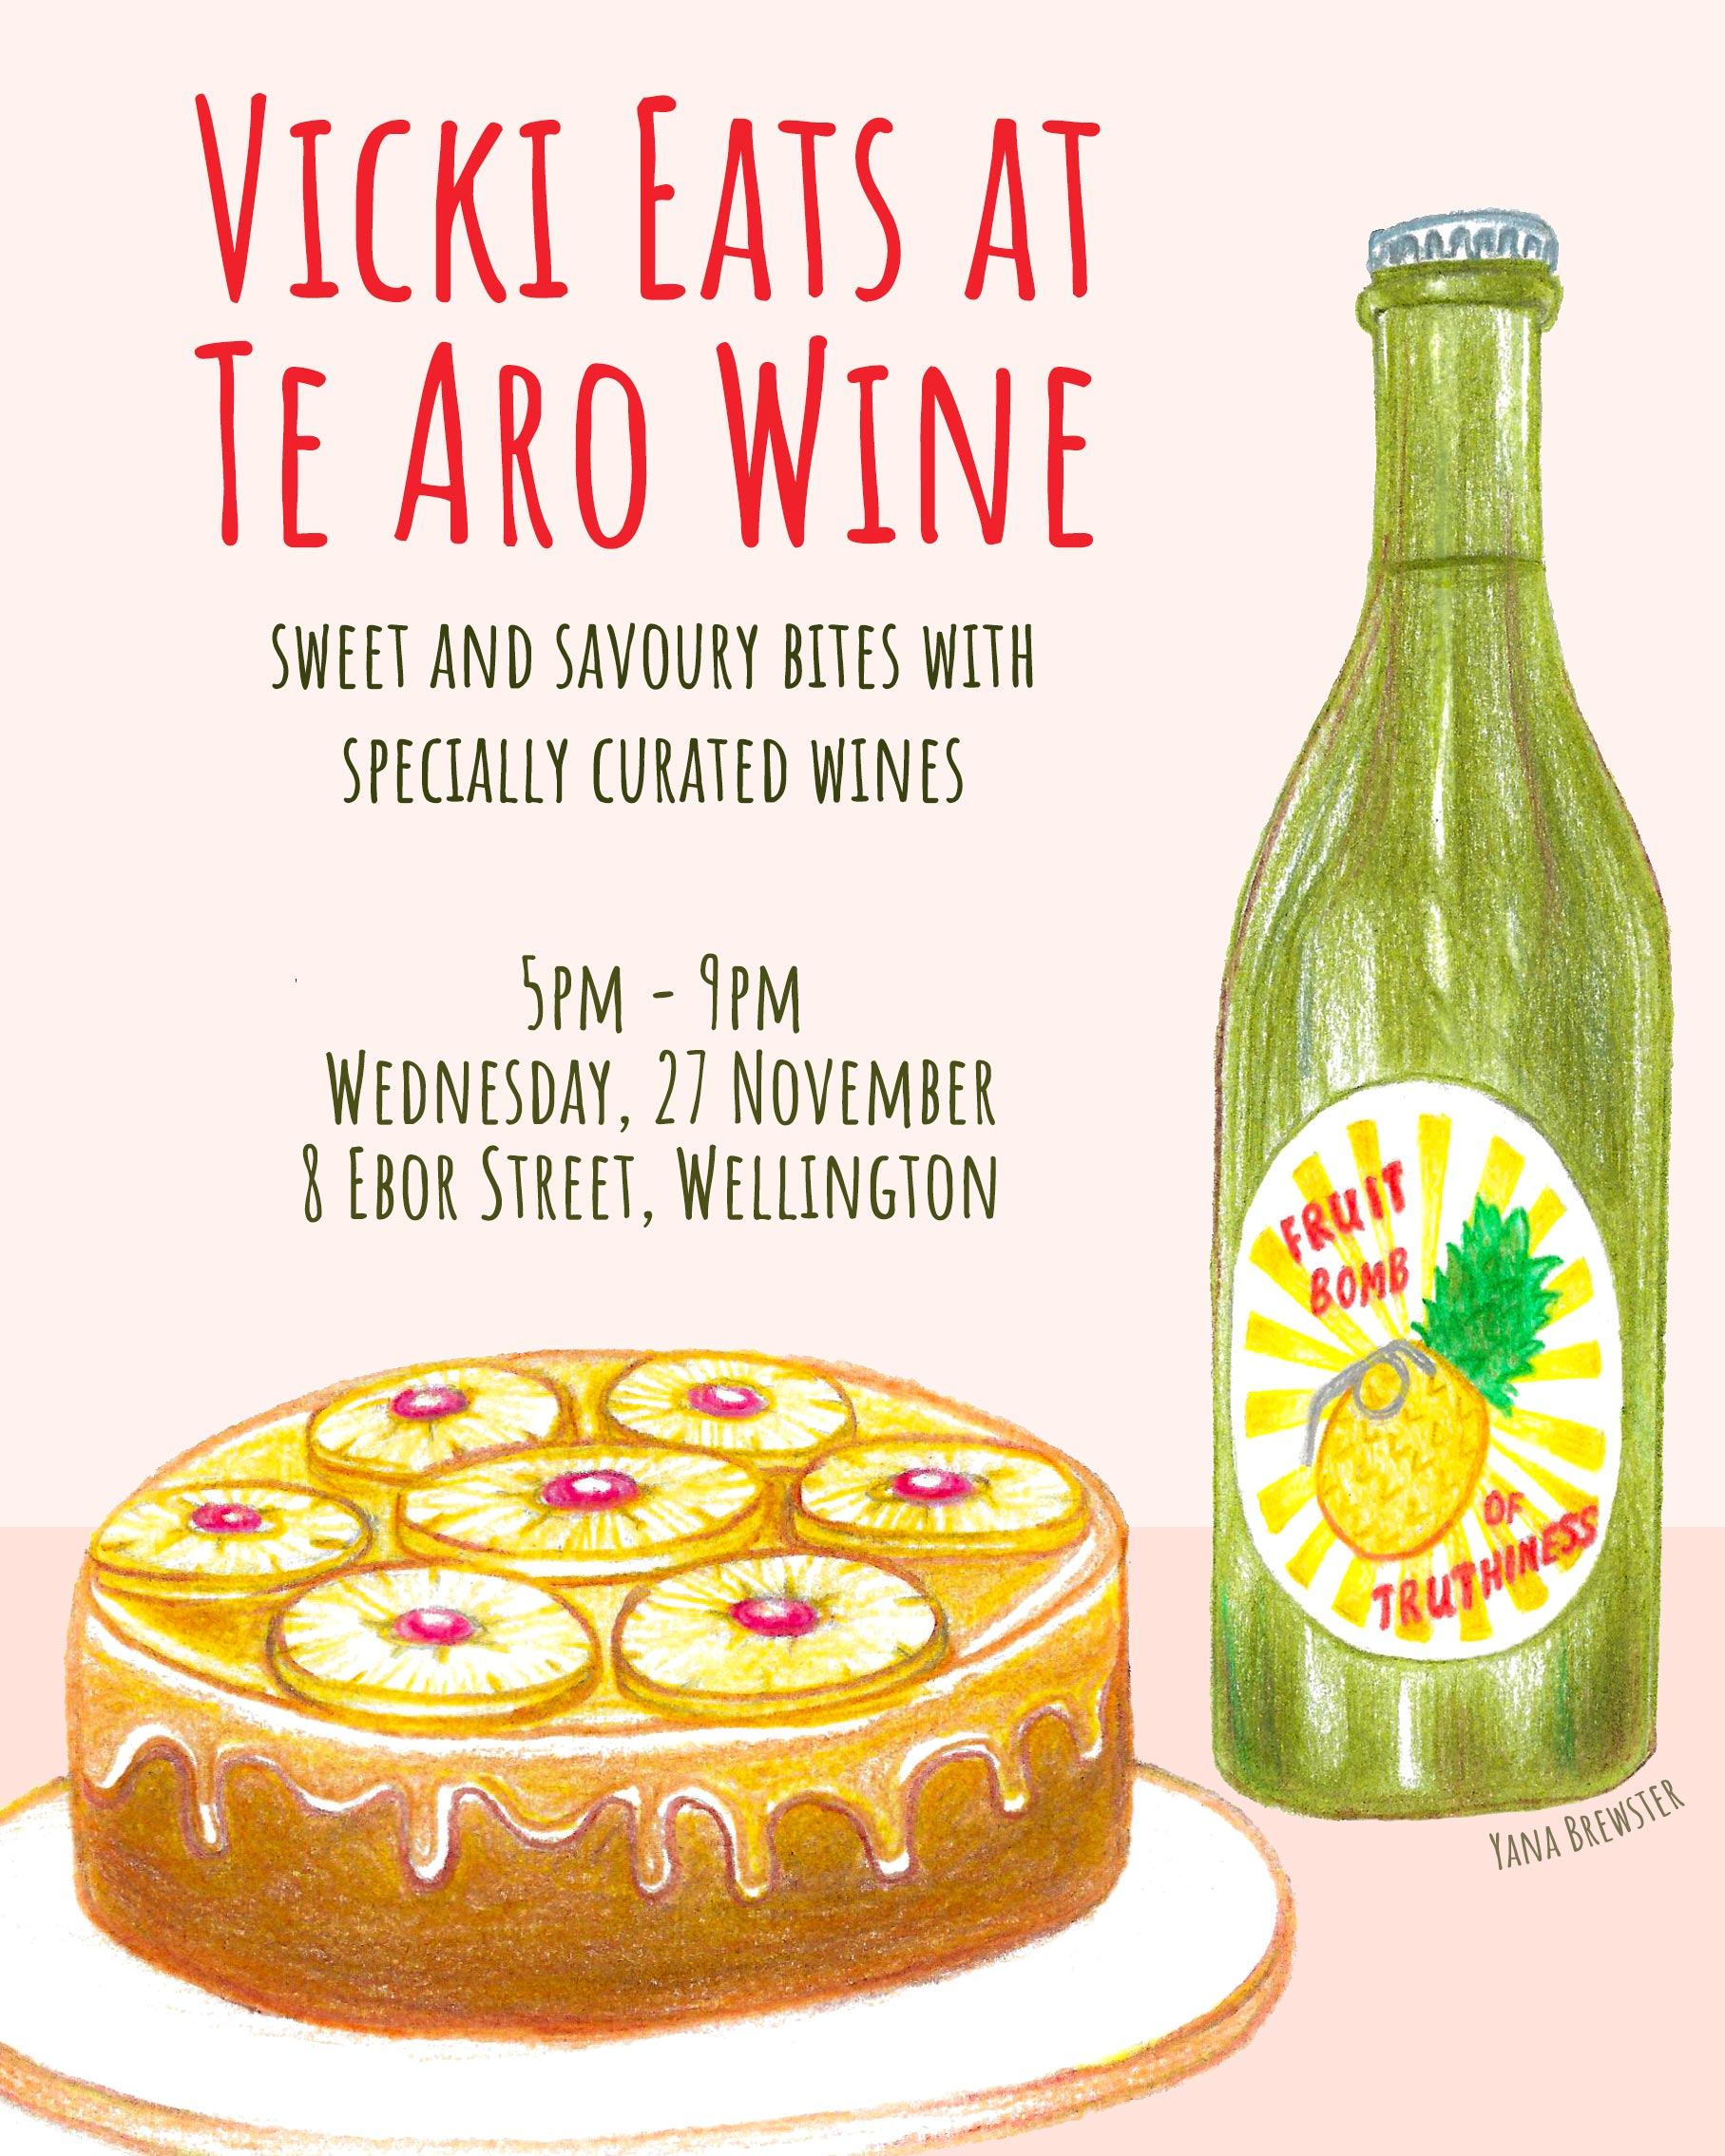 Vicki Eats at
Te Aro Wine
sweet and savoury bites with
specially curated wines
5pm - 9pm
Wednesday, 27 November
8 Ebor Street, Wellington
FRUIT
BOMB
OF
TRUTHINESS
Yana Brewster